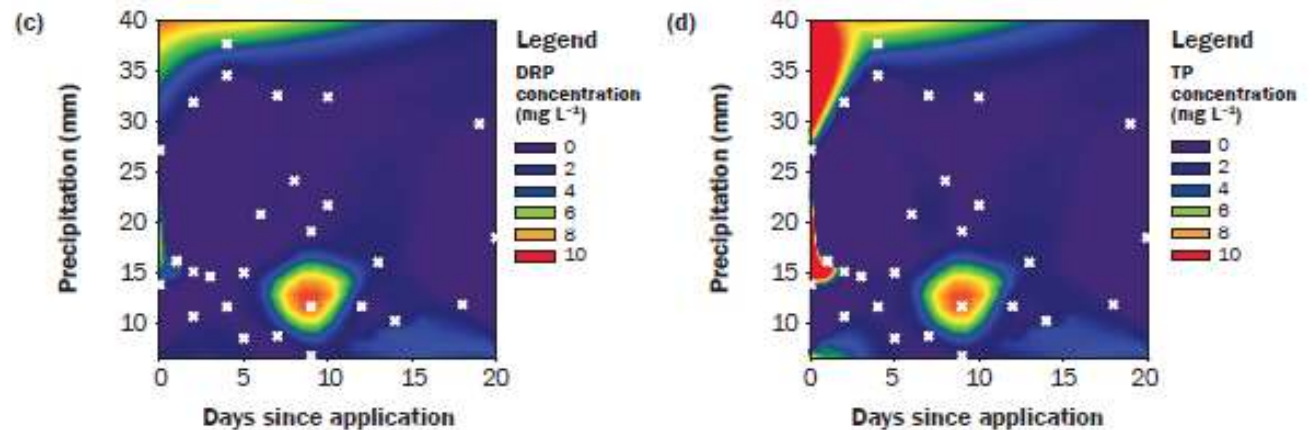 (c)
40
35
30
25
20
15
10
0 5 10 15 20
Precipitation (mm)
Days since application
Legend
DRP
concentration
(mg L⁻¹)
0
2
4
6
8
10
(d)
40
35
30
25
20
15
10
0 5 10 15 20
Precipitation (mm)
Days since application
Legend
TP
concentration
(mg L⁻¹)
0
2
4
6
8
10